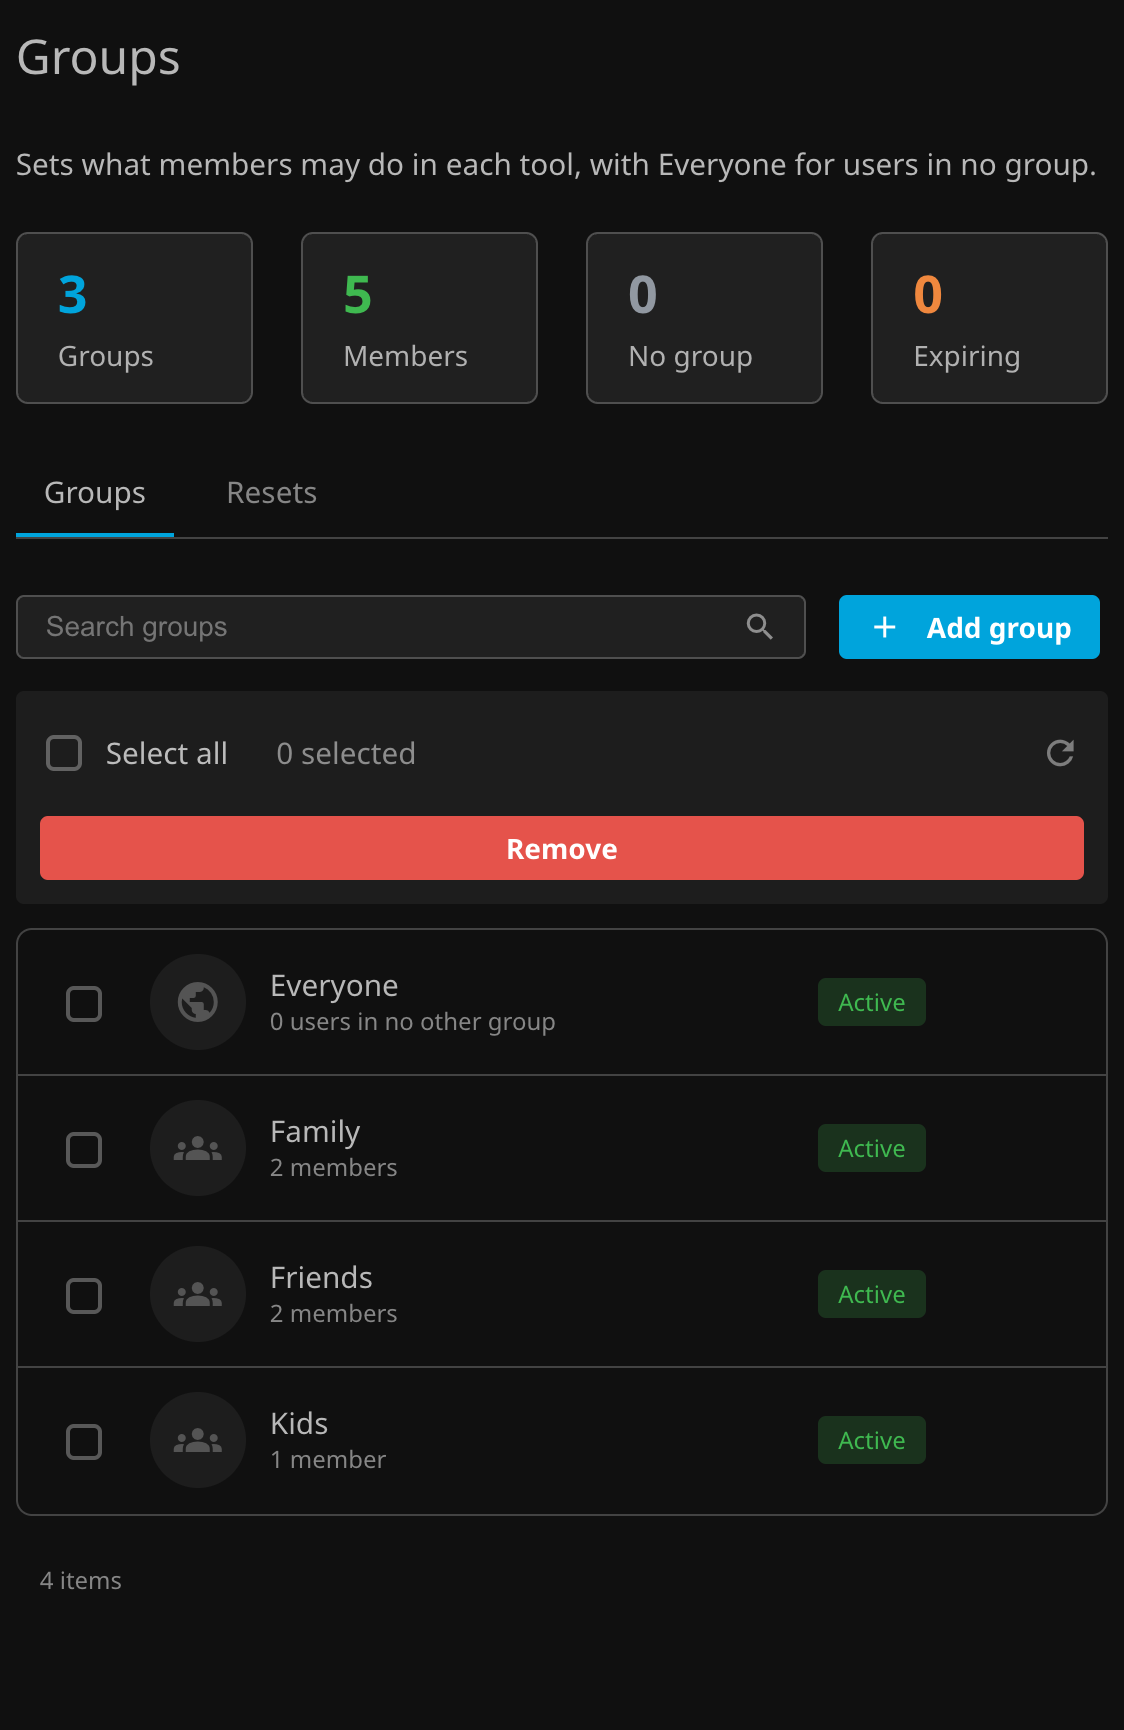 Groups
Sets what members may do in each tool, with Everyone for users in no group.
3
Groups
5
Members
0
No group
0
Expiring
Groups
Resets
Search groups
Add group
Select all
0 selected
Remove
Everyone
0 users in no other group
Active
Family
2 members
Active
Friends
2 members
Active
Kids
1 member
Active
4 items